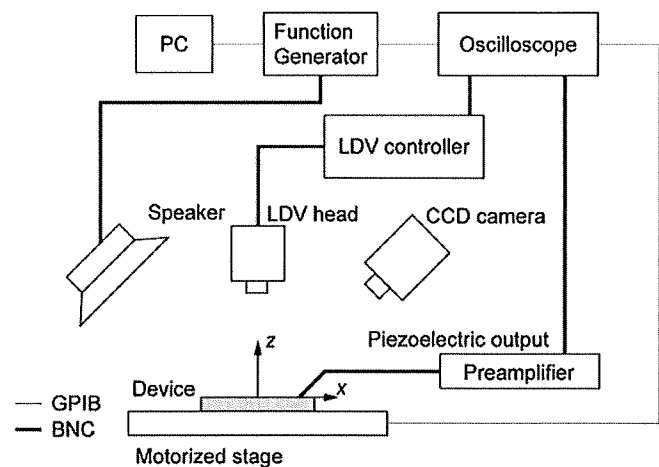 PC
Function
Generator
Oscilloscope
LDV controller
Speaker
LDV head
CCD camera
z
Piezoelectric output
Preamplifier
Device
x
GPIB
BNC
Motorized stage